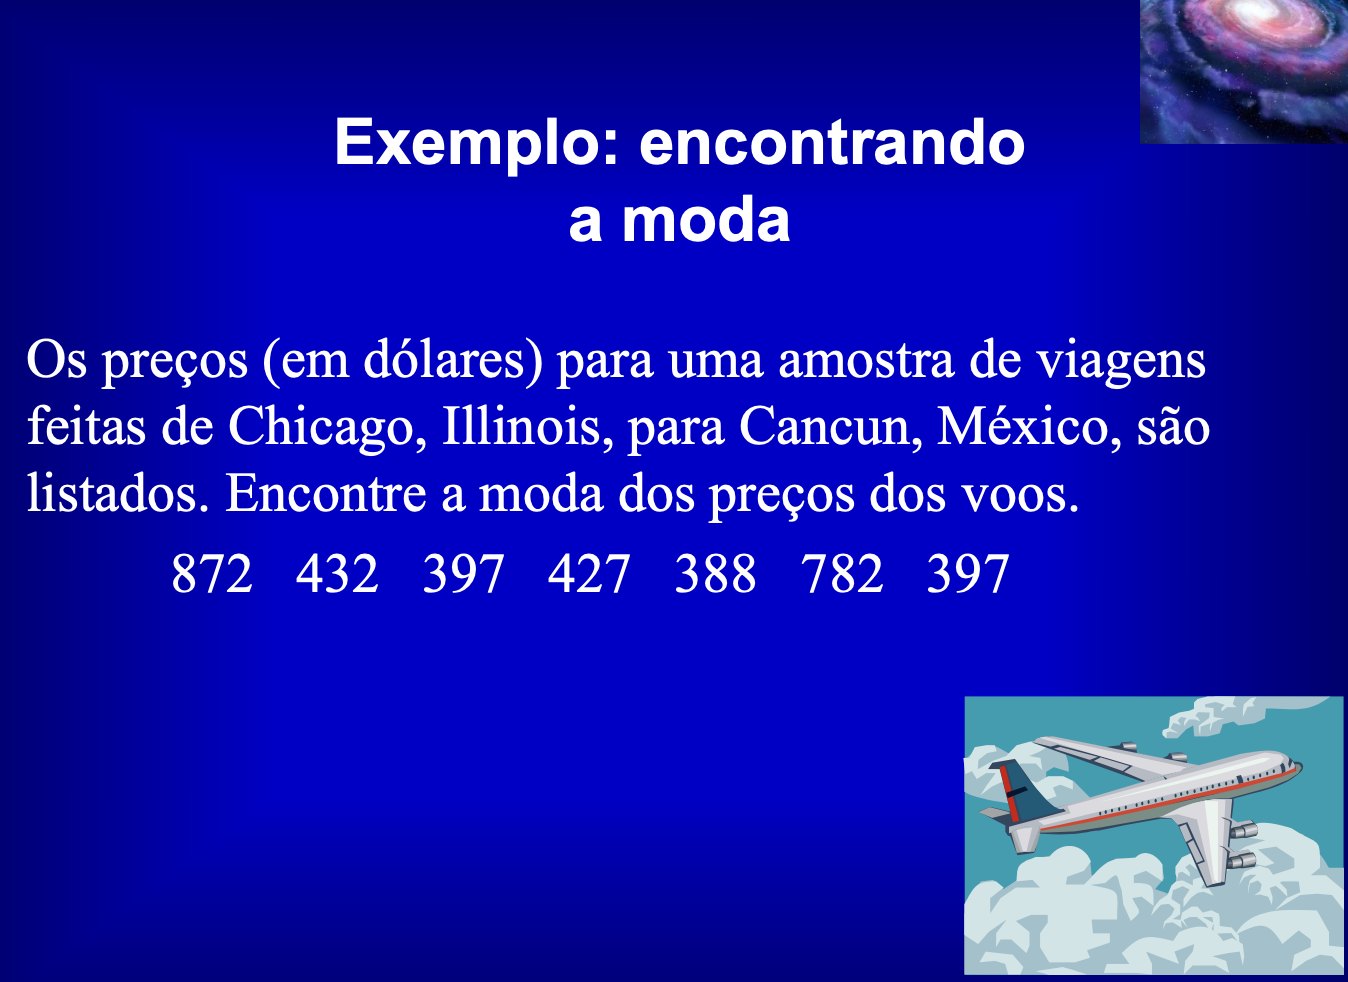 Exemplo: encontrando
a moda
Os preços (em dólares) para uma amostra de viagens
feitas de Chicago, Illinois, para Cancun, México, são
listados. Encontre a moda dos preços dos voos.
872 432 397 427 388 782 397